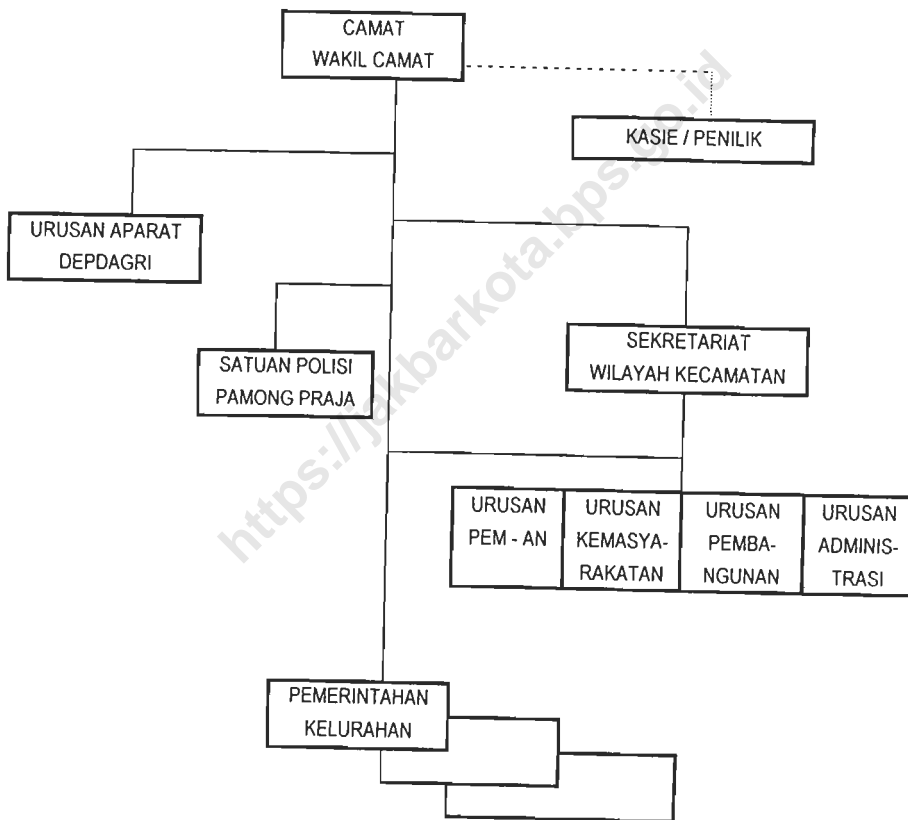 CAMAT
WAKIL CAMAT
KASIE / PENILIK
URUSAN APARAT
DEPDAGRI
SATUAN POLISI
PAMONG PRAJA
SEKRETARIAT
WILAYAH KECAMATAN
URUSAN
PEM - AN
URUSAN
KEMASYA-
RAKATAN
URUSAN
PEMBA-
NGUNAN
URUSAN
ADMINIS-
TRASI
PEMERINTAHAN
KELURAHAN
https://jakbarkota.bps.go.id